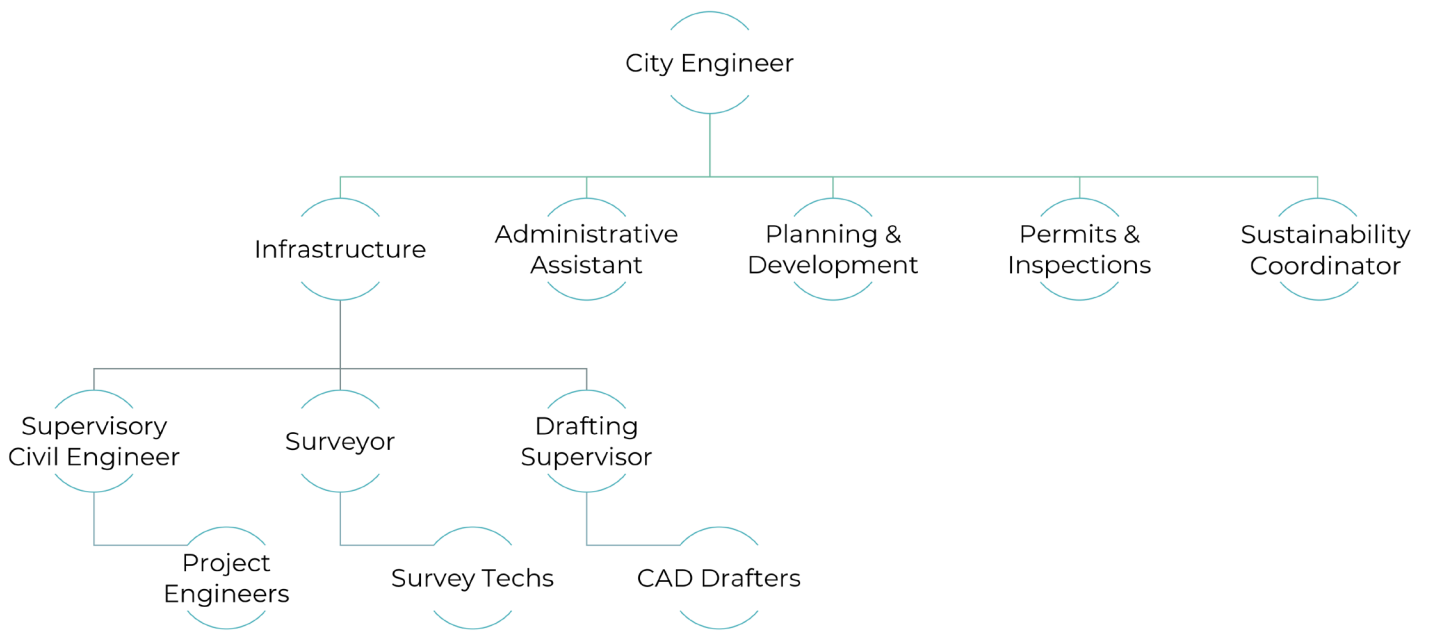 City Engineer
Infrastructure
Administrative
Assistant
Planning &
Development
Permits &
Inspections
Sustainability
Coordinator
Supervisory
Civil Engineer
Surveyor
Drafting
Supervisor
Project
Engineers
Survey Techs
CAD Drafters